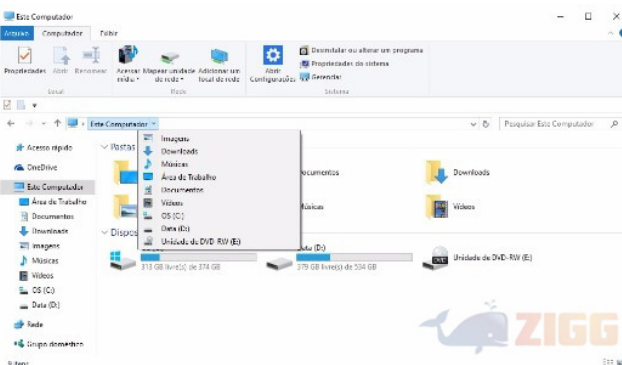 Este Computador
Arquivo Computador Exibir
Propriedades Abrir Renomear
Acessar mídia Mapear unidade de rede Adicionar um local de rede
Abrir Configurações
Desinstalar ou alterar um programa
Propriedades do sistema
Gerenciar
Local Rede Sistema
Este Computador
Pesquisar Este Computador
Acesso rápido
OneDrive
Este Computador
Área de Trabalho
Documentos
Downloads
Imagens
Músicas
Vídeos
OS (C:)
Data (D:)
Rede
Grupo doméstico
Pastas
Imagens
Downloads
Músicas
Área de Trabalho
Documentos
Vídeos
OS (C:)
Data (D:)
Unidade de DVD-RW (E:)
ocumentos
Downloads
Músicas
Vídeos
Dispos
313 GB livre(s) de 374 GB
Data (D:)
379 GB livre(s) de 534 GB
Unidade de DVD-RW (E:)
DVD
ZIGG